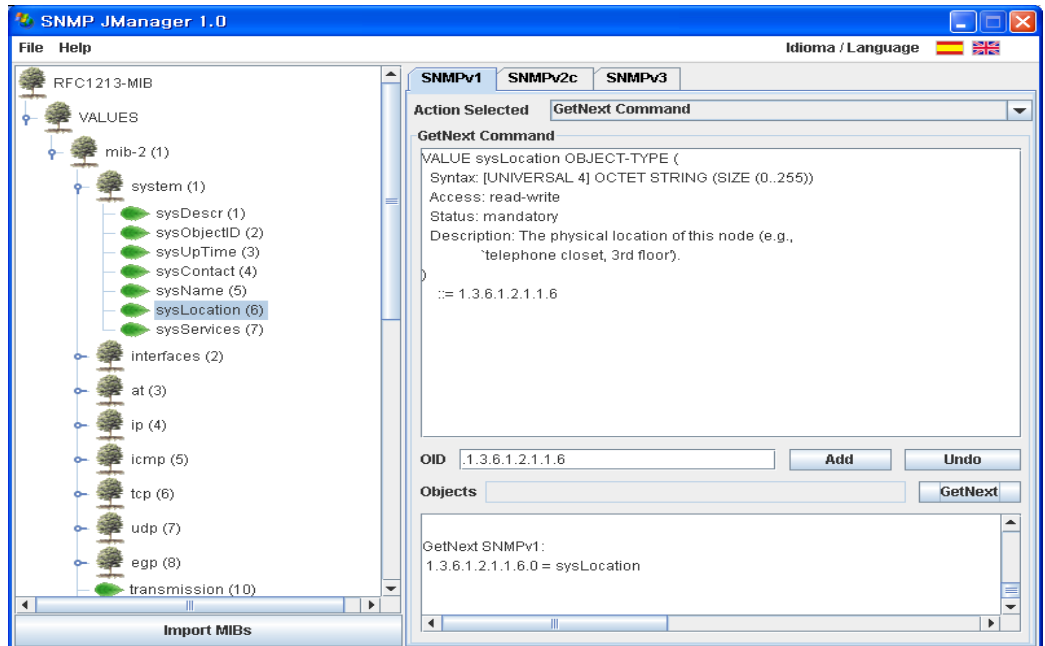 SNMP JManager 1.0
File Help
Idioma / Language
RFC1213-MIB
VALUES
mib-2 (1)
system (1)
sysDescr (1)
sysObjectID (2)
sysUpTime (3)
sysContact (4)
sysName (5)
sysLocation (6)
sysServices (7)
interfaces (2)
at (3)
ip (4)
icmp (5)
tcp (6)
udp (7)
egp (8)
transmission (10)
Import MIBs
SNMPv1 SNMPv2c SNMPv3
Action Selected GetNext Command
GetNext Command
VALUE sysLocation OBJECT-TYPE (
Syntax: [UNIVERSAL 4] OCTET STRING (SIZE (0..255))
Access: read-write
Status: mandatory
Description: The physical location of this node (e.g.,
`telephone closet, 3rd floor').
)
::= 1.3.6.1.2.1.1.6
OID .1.3.6.1.2.1.1.6 Add Undo
Objects GetNext
GetNext SNMPv1:
1.3.6.1.2.1.1.6.0 = sysLocation